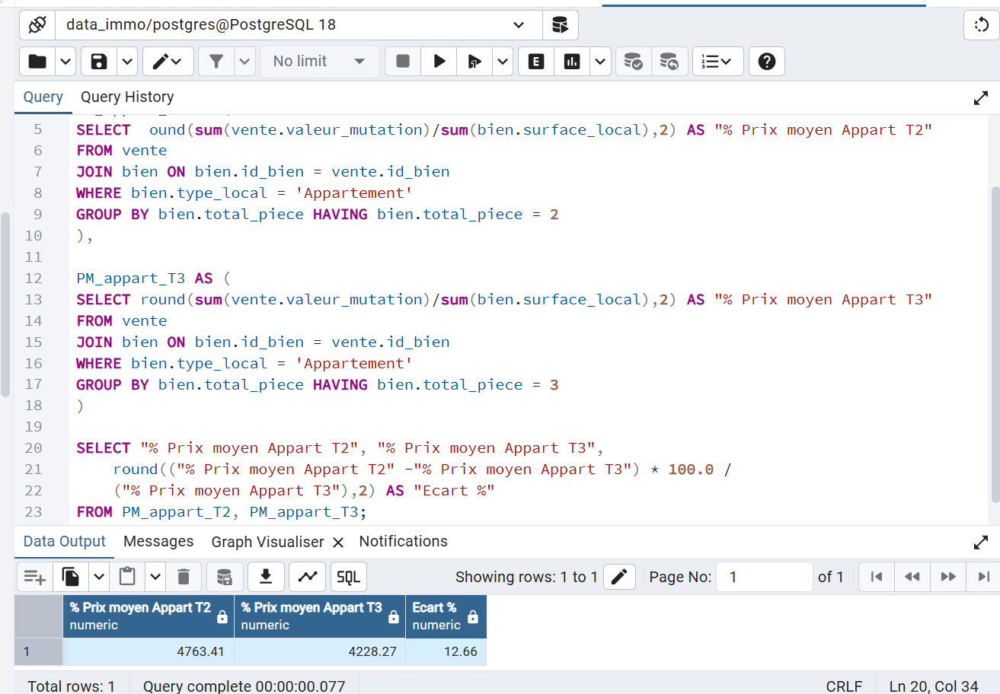 data_immo/postgres@PostgreSQL 18
No limit
E
Query Query History
5 SELECT ound(sum(vente.valeur_mutation)/sum(bien.surface_local),2) AS "% Prix moyen Appart T2"
6 FROM vente
7 JOIN bien ON bien.id_bien = vente.id_bien
8 WHERE bien.type_local = 'Appartement'
9 GROUP BY bien.total_piece HAVING bien.total_piece = 2
10 ),
11
12 PM_appart_T3 AS (
13 SELECT round(sum(vente.valeur_mutation)/sum(bien.surface_local),2) AS "% Prix moyen Appart T3"
14 FROM vente
15 JOIN bien ON bien.id_bien = vente.id_bien
16 WHERE bien.type_local = 'Appartement'
17 GROUP BY bien.total_piece HAVING bien.total_piece = 3
18 )
19
20 SELECT "% Prix moyen Appart T2", "% Prix moyen Appart T3",
21 round(("% Prix moyen Appart T2" -"% Prix moyen Appart T3") * 100.0 /
22 ("% Prix moyen Appart T3"),2) AS "Ecart %"
23 FROM PM_appart_T2, PM_appart_T3;
Data Output Messages Graph Visualiser Notifications
SQL Showing rows: 1 to 1 Page No: 1 of 1
% Prix moyen Appart T2 % Prix moyen Appart T3 Ecart %
numeric numeric numeric
1 4763.41 4228.27 12.66
Total rows: 1 Query complete 00:00:00.077 CRLF Ln 20, Col 34